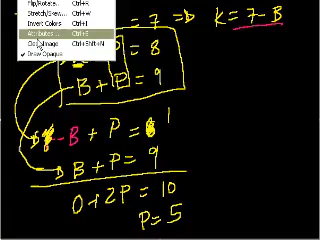 Flip/Rotate... Ctrl+R
Stretch/Skew... Ctrl+W
Invert Colors Ctrl+I
Attributes... Ctrl+E
Clear Image Ctrl+Shft+N
Draw Opaque
= 7 => K = 7 - B
= 8
B + P = 9
-B + P = 1
B + P = 9
0 + 2P = 10
P = 5